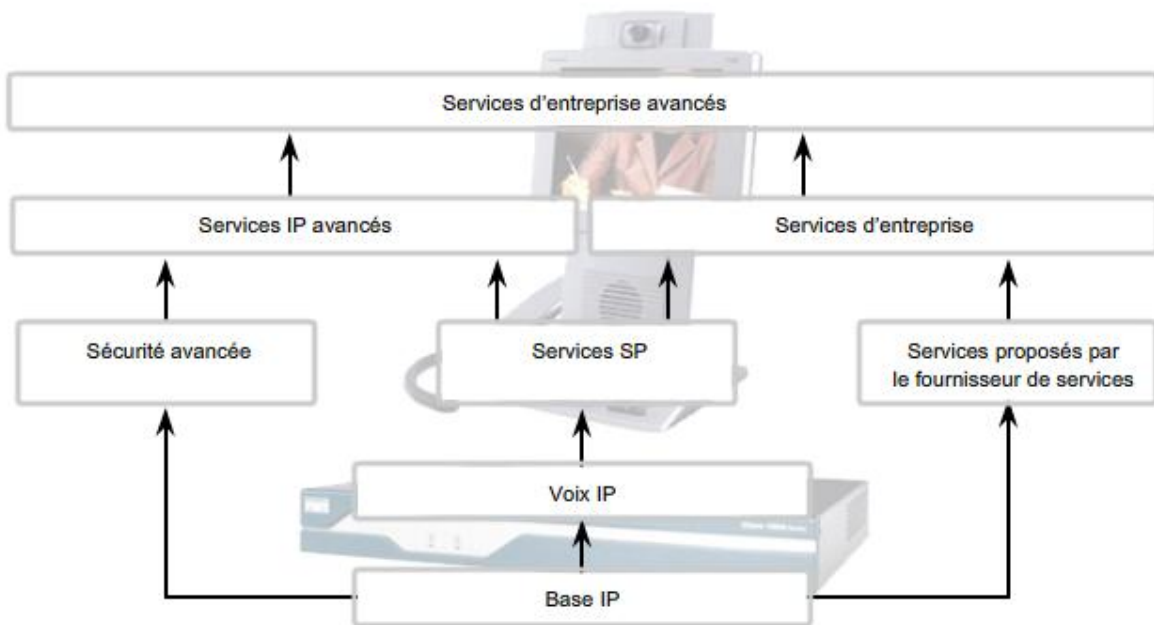 Services d'entreprise avancés
Services IP avancés
Services d'entreprise
Sécurité avancée
Services SP
Services proposés par
le fournisseur de services
Voix IP
Base IP